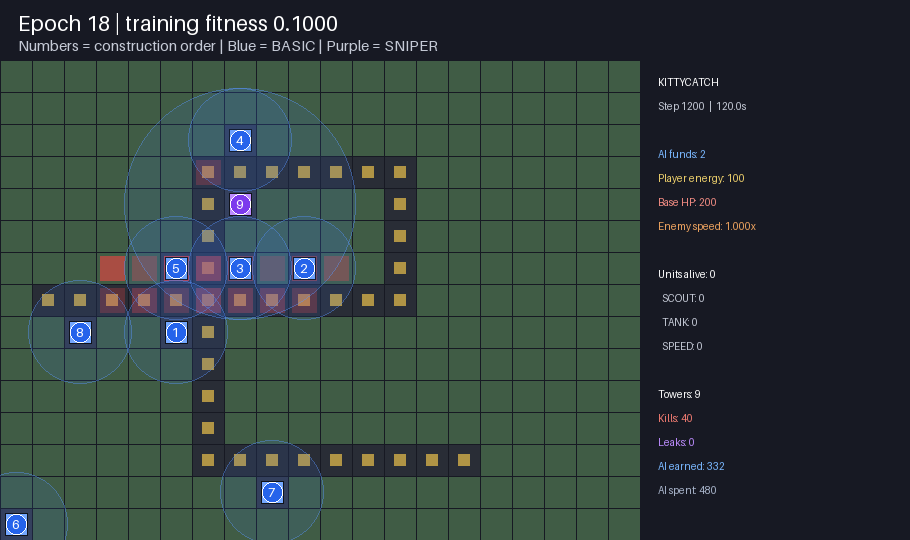 Epoch 18 | training fitness 0.1000
Numbers = construction order | Blue = BASIC | Purple = SNIPER
KITTYCATCH
Step 1200 | 120.0s
AI funds: 2
Player energy: 100
Base HP: 200
Enemy speed: 1.000x
Units alive: 0
SCOUT: 0
TANK: 0
SPEED: 0
Towers: 9
Kills: 40
Leaks: 0
AI earned: 332
AI spent: 480
4
9
5 3 2
8 1
7
6